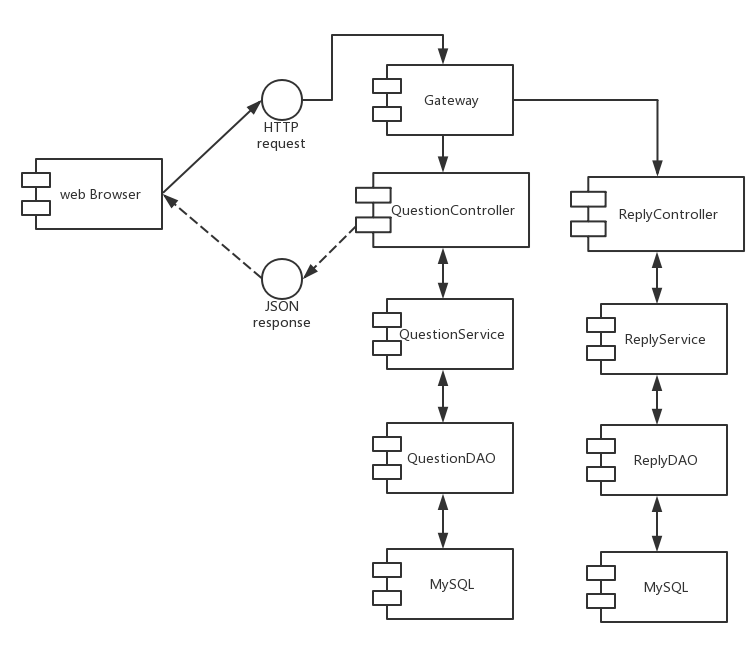 Gateway
HTTP
request
web Browser
QuestionController
ReplyController
JSON
response
QuestionService
ReplyService
QuestionDAO
ReplyDAO
MySQL
MySQL